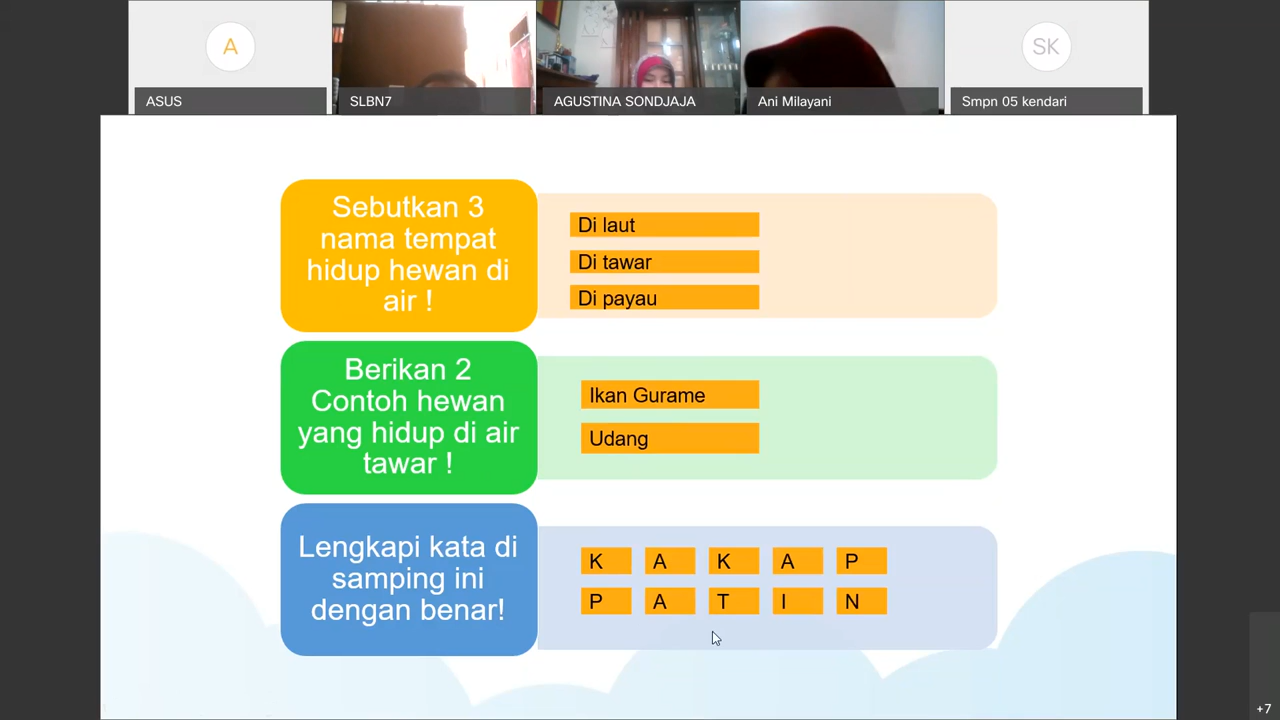 A
SK
ASUS
SLBN7
AGUSTINA SONDJAJA
Ani Milayani
Smpn 05 kendari
Sebutkan 3
nama tempat
hidup hewan di
air !
Di laut
Di tawar
Di payau
Berikan 2
Contoh hewan
yang hidup di air
tawar !
Ikan Gurame
Udang
Lengkapi kata di
samping ini
dengan benar!
K A K A P
P A T I N
+7